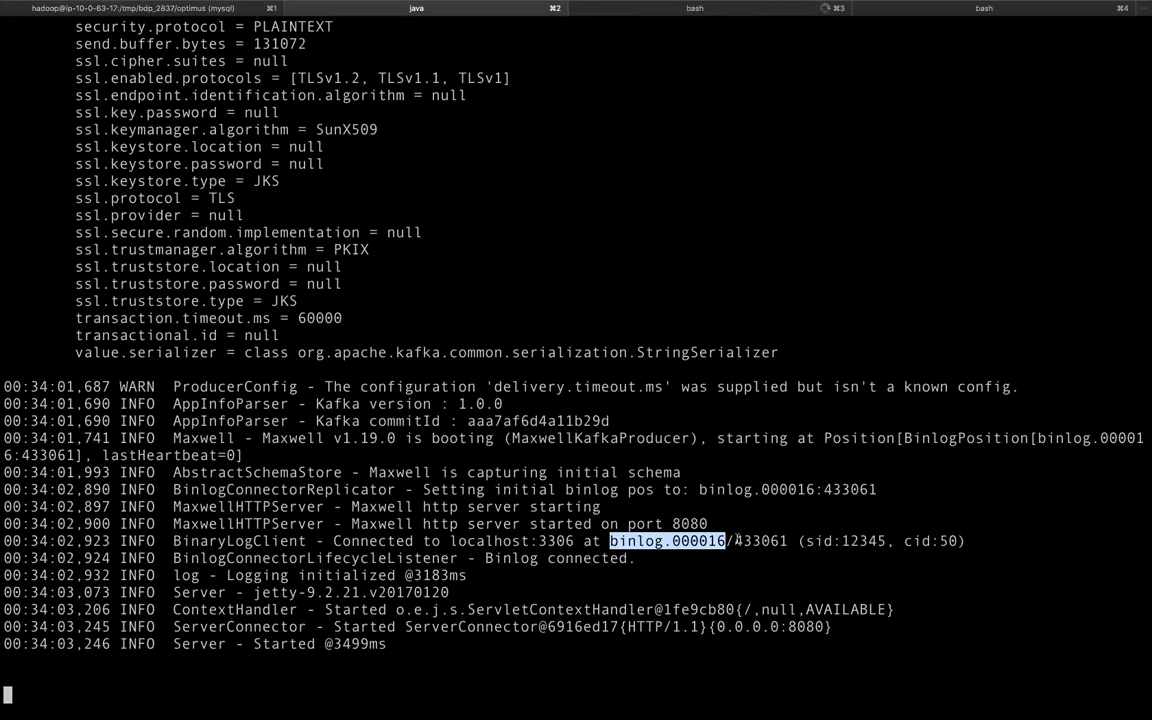 hadoop@ip-10-0-63-17:/tmp/bdp_2837/optimus (mysql) ⌘1 java ⌘2 bash ⌘3 bash ⌘4
security.protocol = PLAINTEXT
send.buffer.bytes = 131072
ssl.cipher.suites = null
ssl.enabled.protocols = [TLSv1.2, TLSv1.1, TLSv1]
ssl.endpoint.identification.algorithm = null
ssl.key.password = null
ssl.keymanager.algorithm = SunX509
ssl.keystore.location = null
ssl.keystore.password = null
ssl.keystore.type = JKS
ssl.protocol = TLS
ssl.provider = null
ssl.secure.random.implementation = null
ssl.trustmanager.algorithm = PKIX
ssl.truststore.location = null
ssl.truststore.password = null
ssl.truststore.type = JKS
transaction.timeout.ms = 60000
transactional.id = null
value.serializer = class org.apache.kafka.common.serialization.StringSerializer
00:34:01,687 WARN  ProducerConfig - The configuration 'delivery.timeout.ms' was supplied but isn't a known config.
00:34:01,690 INFO  AppInfoParser - Kafka version : 1.0.0
00:34:01,690 INFO  AppInfoParser - Kafka commitId : aaa7af6d4a11b29d
00:34:01,741 INFO  Maxwell - Maxwell v1.19.0 is booting (MaxwellKafkaProducer), starting at Position[BinlogPosition[binlog.00001
6:433061], lastHeartbeat=0]
00:34:01,993 INFO  AbstractSchemaStore - Maxwell is capturing initial schema
00:34:02,890 INFO  BinlogConnectorReplicator - Setting initial binlog pos to: binlog.000016:433061
00:34:02,897 INFO  MaxwellHTTPServer - Maxwell http server starting
00:34:02,900 INFO  MaxwellHTTPServer - Maxwell http server started on port 8080
00:34:02,923 INFO  BinaryLogClient - Connected to localhost:3306 at binlog.000016/433061 (sid:12345, cid:50)
00:34:02,924 INFO  BinlogConnectorLifecycleListener - Binlog connected.
00:34:02,932 INFO  log - Logging initialized @3183ms
00:34:03,073 INFO  Server - jetty-9.2.21.v20170120
00:34:03,206 INFO  ContextHandler - Started o.e.j.s.ServletContextHandler@1fe9cb80{/,null,AVAILABLE}
00:34:03,245 INFO  ServerConnector - Started ServerConnector@6916ed17{HTTP/1.1}{0.0.0.0:8080}
00:34:03,246 INFO  Server - Started @3499ms